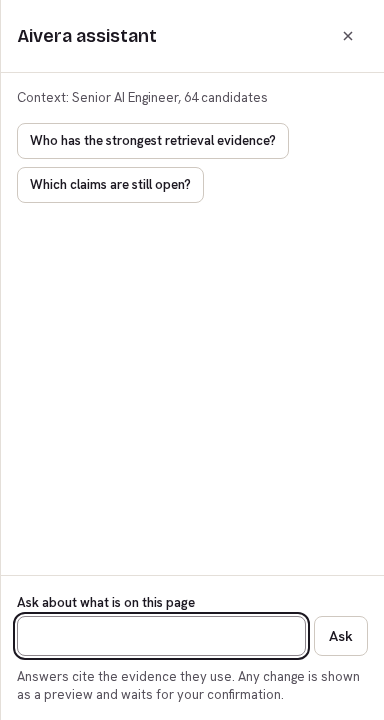 Aivera assistant
Context: Senior AI Engineer, 64 candidates
Who has the strongest retrieval evidence?
Which claims are still open?
Ask about what is on this page
Ask
Answers cite the evidence they use. Any change is shown
as a preview and waits for your confirmation.